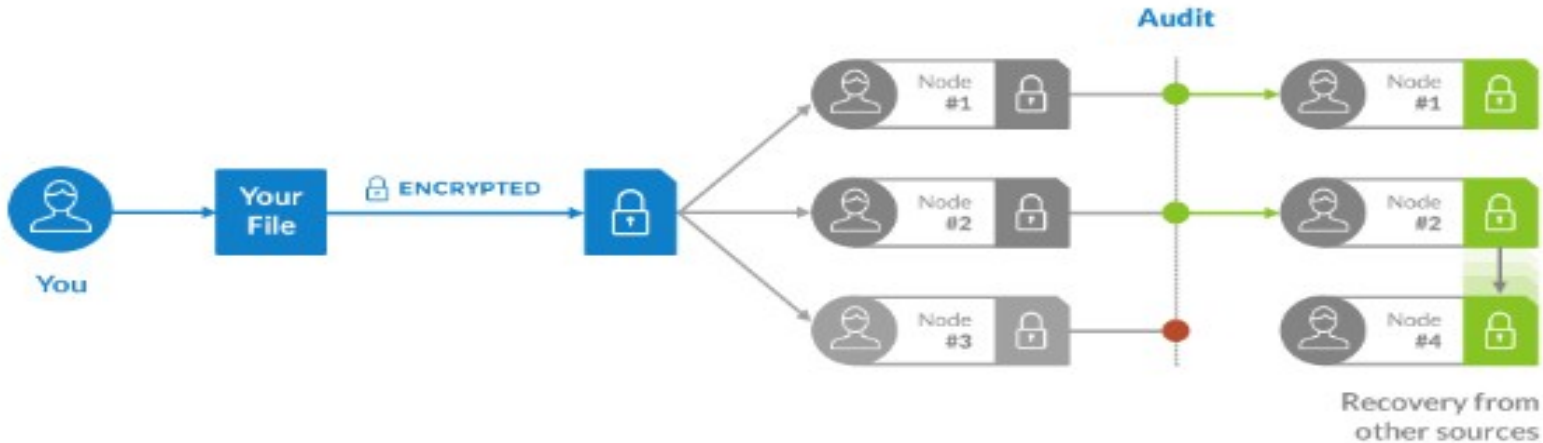 Audit
Node
#1
Node
#1
Your
File
ENCRYPTED
Node
#2
Node
#2
You
Node
#3
Node
#4
Recovery from
other sources